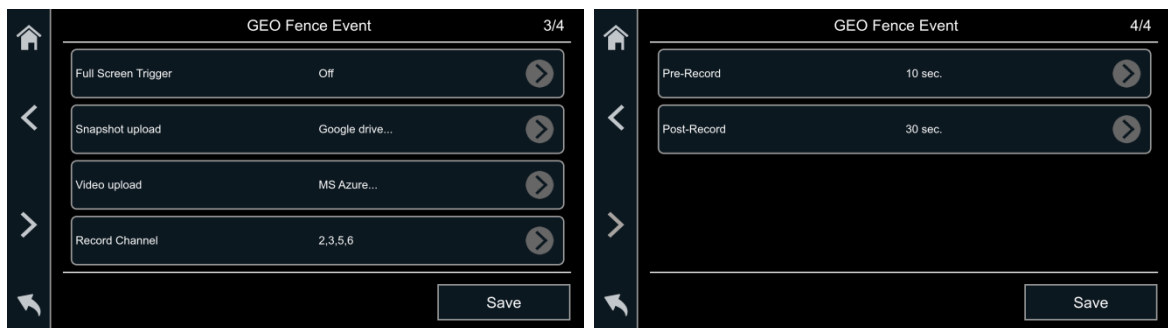 GEO Fence Event 3/4
Full Screen Trigger Off
Snapshot upload Google drive...
Video upload MS Azure...
Record Channel 2,3,5,6
Save
GEO Fence Event 4/4
Pre-Record 10 sec.
Post-Record 30 sec.
Save